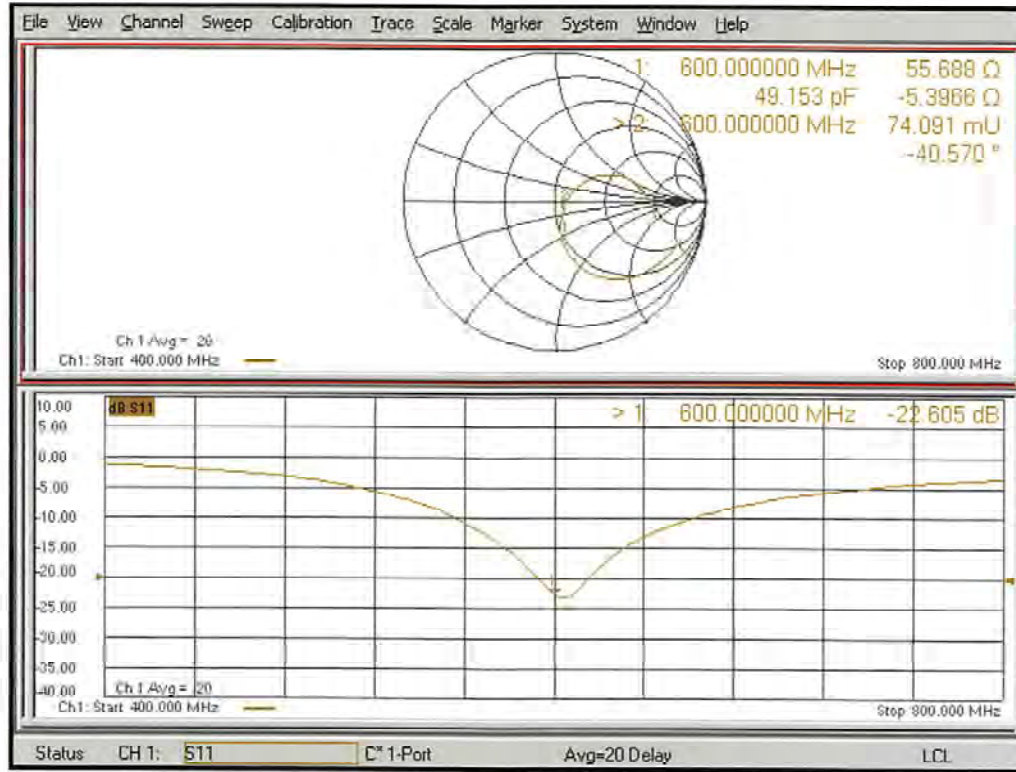 File View Channel Sweep Calibration Trace Scale Marker System Window Help
1: 600.000000 MHz 55.688 Ω
49.153 pF -5.3966 Ω
> 2: 600.000000 MHz 74.091 mU
-40.570 °
Ch 1 Avg = 20
Ch1: Start 400.000 MHz
Stop 800.000 MHz
10.00
dB S11
> 1: 600.000000 MHz -22.605 dB
5.00
0.00
-5.00
-10.00
-15.00
-20.00
-25.00
-30.00
-35.00
-40.00
Ch 1 Avg = 20
Ch1: Start 400.000 MHz
Stop 800.000 MHz
Status CH 1: S11 C* 1-Port Avg=20 Delay LCL